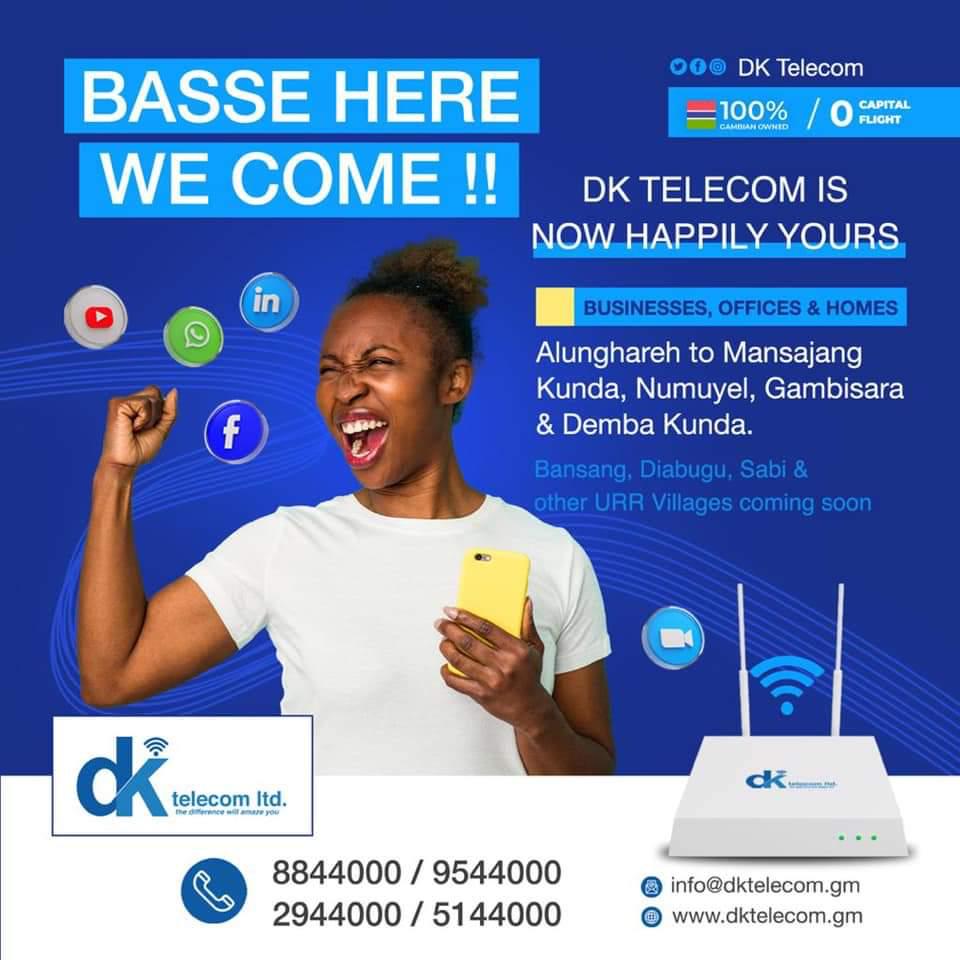 BASSE HERE
WE COME !!
DK Telecom
100%
GAMBIAN OWNED
/ 0 CAPITAL
FLIGHT
DK TELECOM IS
NOW HAPPILY YOURS
BUSINESSES, OFFICES & HOMES
Alunghareh to Mansajang
Kunda, Numuyel, Gambisara
& Demba Kunda.
Bansang, Diabugu, Sabi &
other URR Villages coming soon
in
f
dk telecom ltd.
the difference will amaze you
dk telecom ltd.
8844000 / 9544000
2944000 / 5144000
info@dktelecom.gm
www.dktelecom.gm